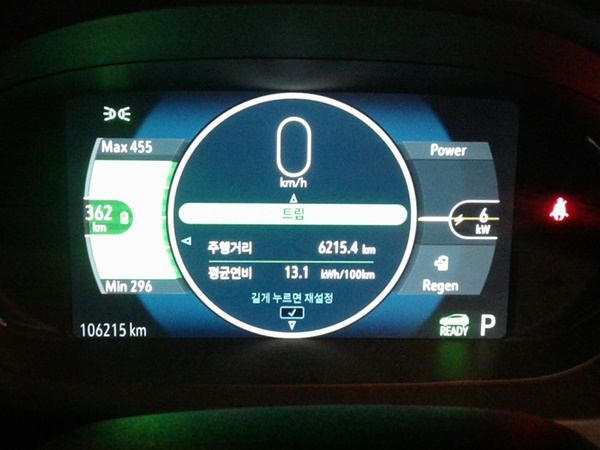 Max 455
362
km
Min 296
106215 km
0
km/h
트립
주행거리 6215.4 km
평균연비 13.1 kWh/100km
길게 누르면 재설정
Power
6
kW
Regen
READY P